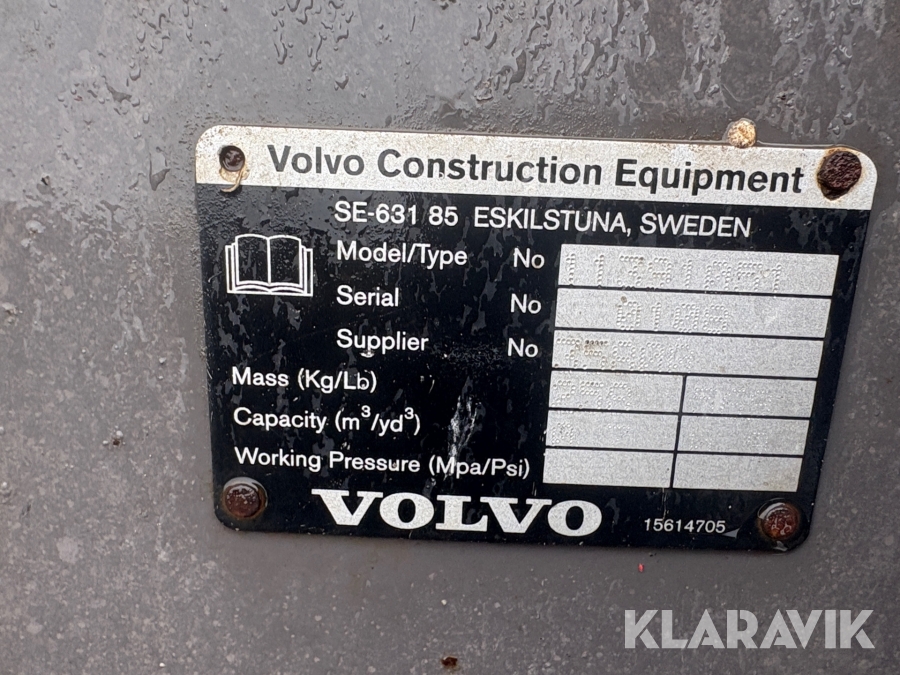 Volvo Construction Equipment
SE-631 85 ESKILSTUNA, SWEDEN
Model/Type No
Serial No
Supplier No
Mass (Kg/Lb)
Capacity (m³/yd³)
Working Pressure (Mpa/Psi)
VOLVO
15614705
KLARAVIK